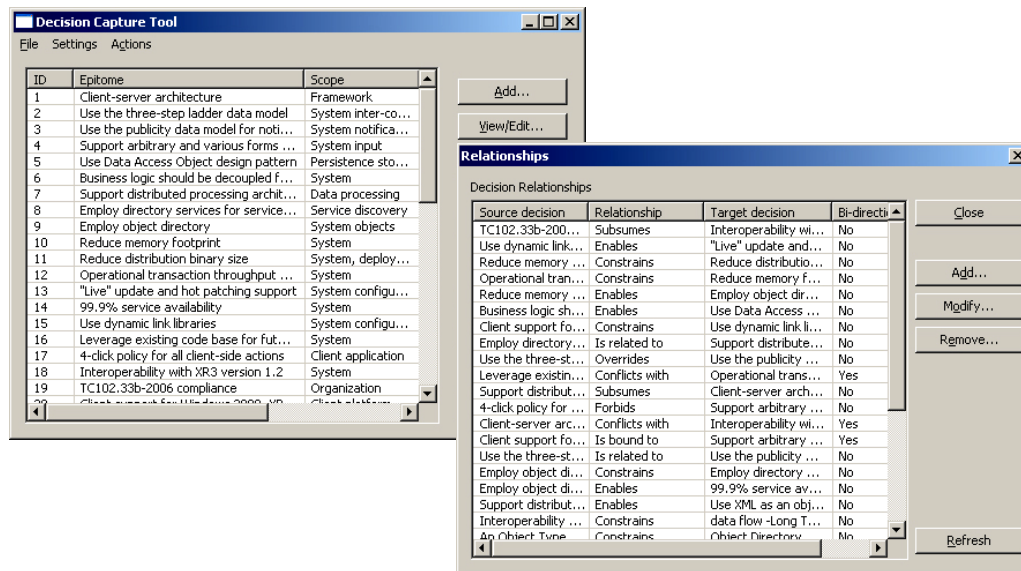 Decision Capture Tool
File Settings Actions
ID Epitome Scope
1 Client-server architecture Framework
2 Use the three-step ladder data model System inter-co...
3 Use the publicity data model for noti... System notifica...
4 Support arbitrary and various forms ... System input
5 Use Data Access Object design pattern Persistence sto...
6 Business logic should be decoupled f... System
7 Support distributed processing archit... Data processing
8 Employ directory services for service... Service discovery
9 Employ object directory System objects
10 Reduce memory footprint System
11 Reduce distribution binary size System, deploy...
12 Operational transaction throughput ... System
13 "Live" update and hot patching support System configu...
14 99.9% service availability System
15 Use dynamic link libraries System configu...
16 Leverage existing code base for fut... System
17 4-click policy for all client-side actions Client application
18 Interoperability with XR3 version 1.2 System
19 TC102.33b-2006 compliance Organization
20 Client support for Windows 2000, XP Client platform
Add...
View/Edit...
Relationships
Decision Relationships
Source decision Relationship Target decision Bi-directi
TC102.33b-200... Subsumes Interoperability wi... No
Use dynamic link... Enables "Live" update and... No
Reduce memory ... Constrains Reduce distributio... No
Operational tran... Constrains Reduce memory f... No
Reduce memory ... Enables Employ object dir... No
Business logic sh... Enables Use Data Access ... No
Client support fo... Constrains Use dynamic link li... No
Employ directory... Is related to Support distribute... No
Use the three-st... Overrides Use the publicity ... No
Leverage existin... Conflicts with Operational trans... Yes
Support distribut... Subsumes Client-server arch... No
4-click policy for ... Forbids Support arbitrary ... No
Client-server arc... Conflicts with Interoperability wi... Yes
Client support fo... Is bound to Support arbitrary ... Yes
Use the three-st... Is related to Use the publicity ... No
Employ object di... Constrains Employ directory ... No
Employ object di... Enables 99.9% service av... No
Support distribut... Enables Use XML as an obj... No
Interoperability ... Constrains data flow -Long T... No
An Object Type Constrains Object Directory No
Close
Add...
Modify...
Remove...
Refresh